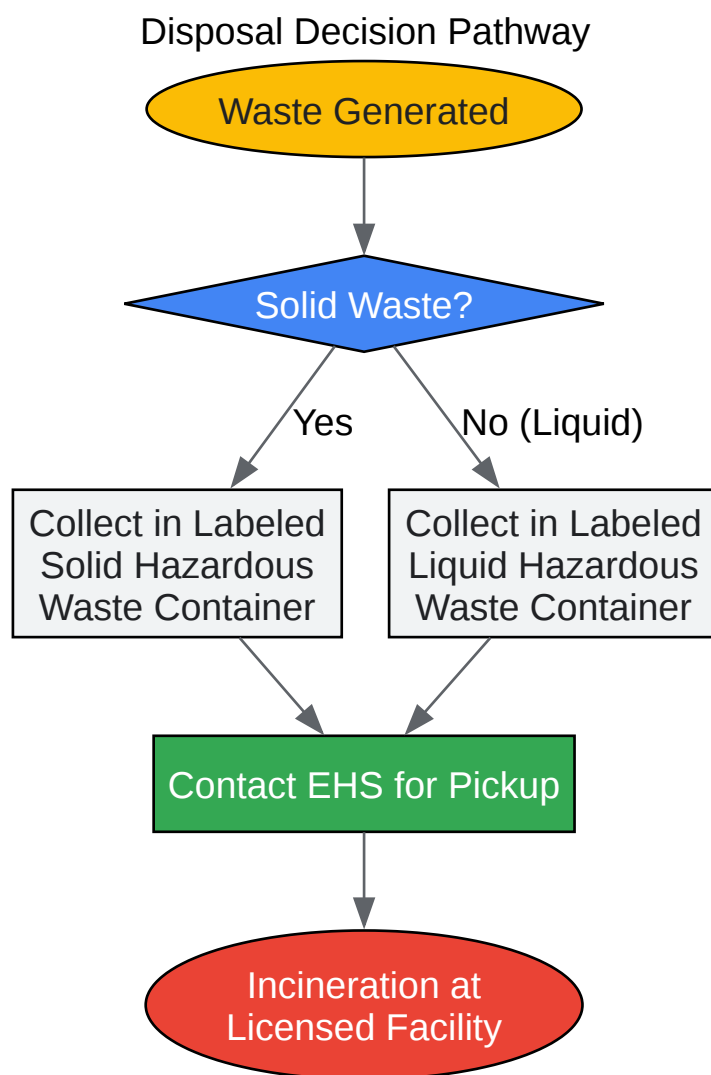 Disposal Decision Pathway
Waste Generated
Solid Waste?
Yes
No (Liquid)
Collect in Labeled
Solid Hazardous
Waste Container
Collect in Labeled
Liquid Hazardous
Waste Container
Contact EHS for Pickup
Incineration at
Licensed Facility